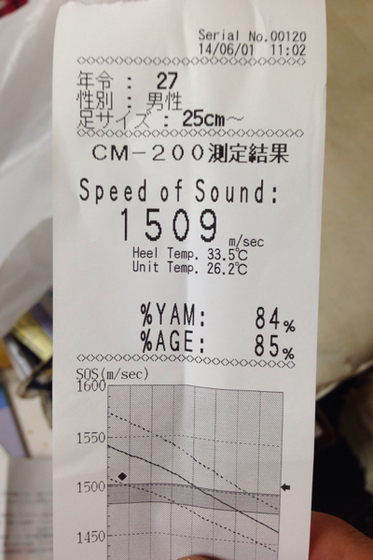 Serial No.00120
14/06/01 11:02
年令 : 27
性別 : 男性
足サイズ : 25cm~
CM-200測定結果
Speed of Sound:
1509 m/sec
Heel Temp. 33.5℃
Unit Temp. 26.2℃
%YAM: 84%
%AGE: 85%
SOS(m/sec)
1600
1550
1500
1450